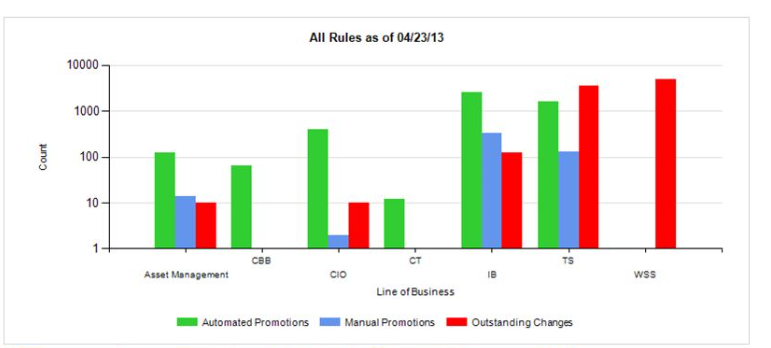 All Rules as of 04/23/13
10000
1000
100
10
1
Count
CBB CT TS
Asset Management CIO IB WSS
Line of Business
Automated Promotions Manual Promotions Outstanding Changes